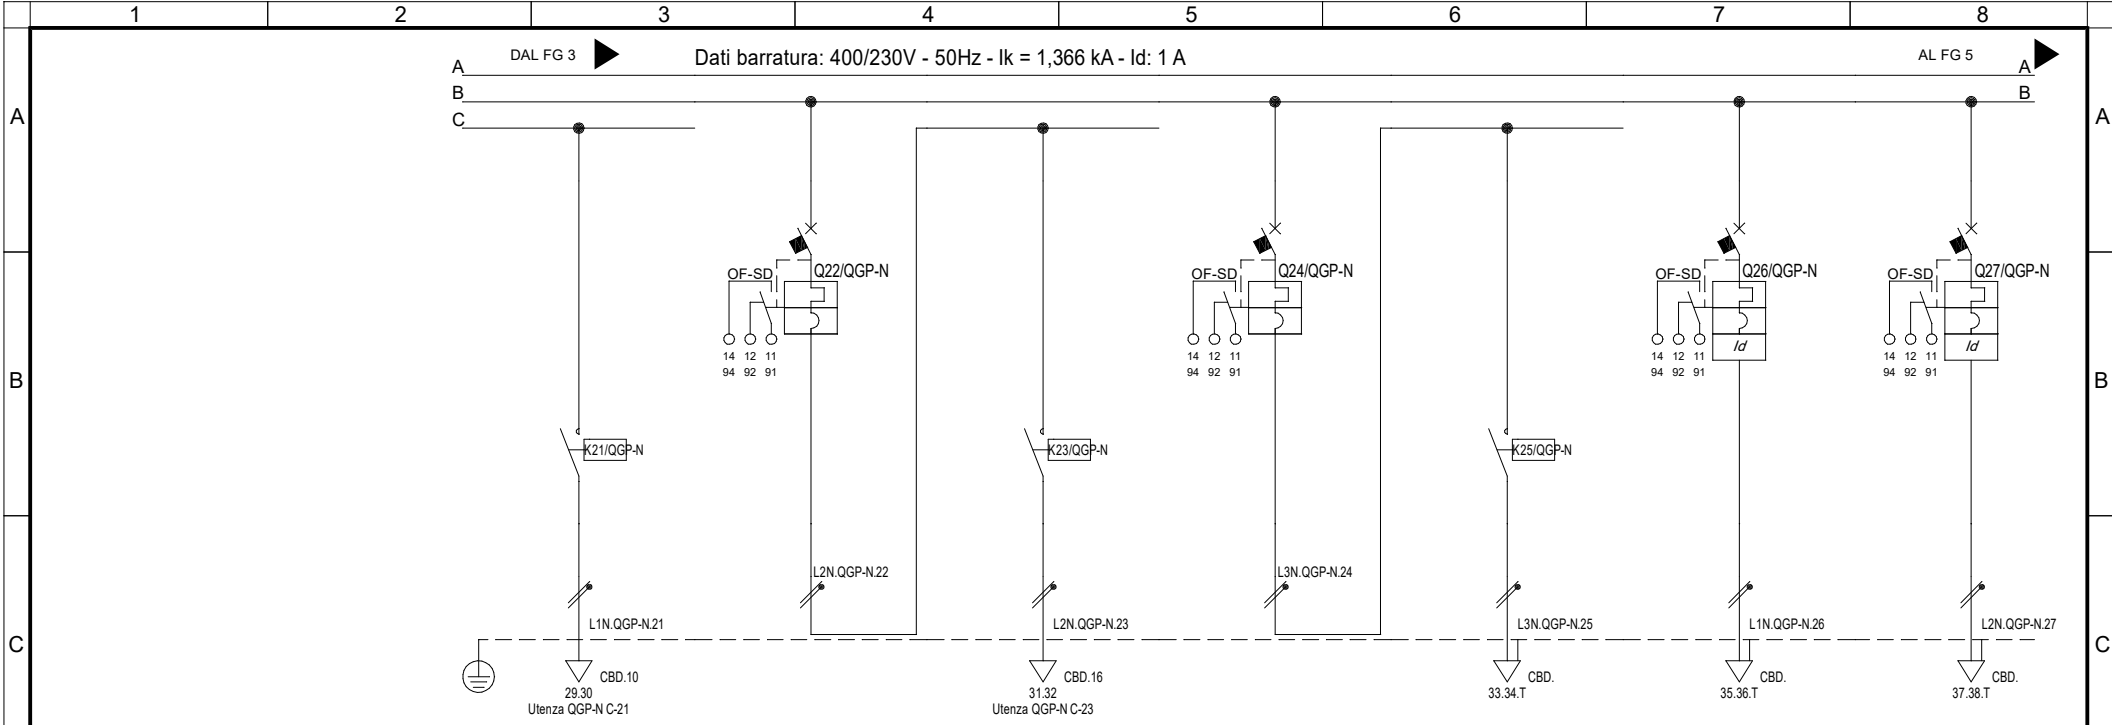 1 2 3 4 5 6 7 8
DAL FG 3 Dati barratura: 400/230V - 50Hz - Ik = 1,366 kA - Id: 1 A AL FG 5
A A
B B
C
A A
OF-SD Q22/QGP-N OF-SD Q24/QGP-N OF-SD Q26/QGP-N OF-SD Q27/QGP-N
Id Id
14 12 11 14 12 11 14 12 11 14 12 11
94 92 91 94 92 91 94 92 91 94 92 91
B B
K21/QGP-N K23/QGP-N K25/QGP-N
L2N.QGP-N.22 L3N.QGP-N.24
L1N.QGP-N.21 L2N.QGP-N.23 L3N.QGP-N.25 L1N.QGP-N.26 L2N.QGP-N.27
C C
CBD.10 CBD.16 CBD. CBD. CBD.
29.30 31.32 33.34.T 35.36.T 37.38.T
Utenza QGP-N C-21 Utenza QGP-N C-23